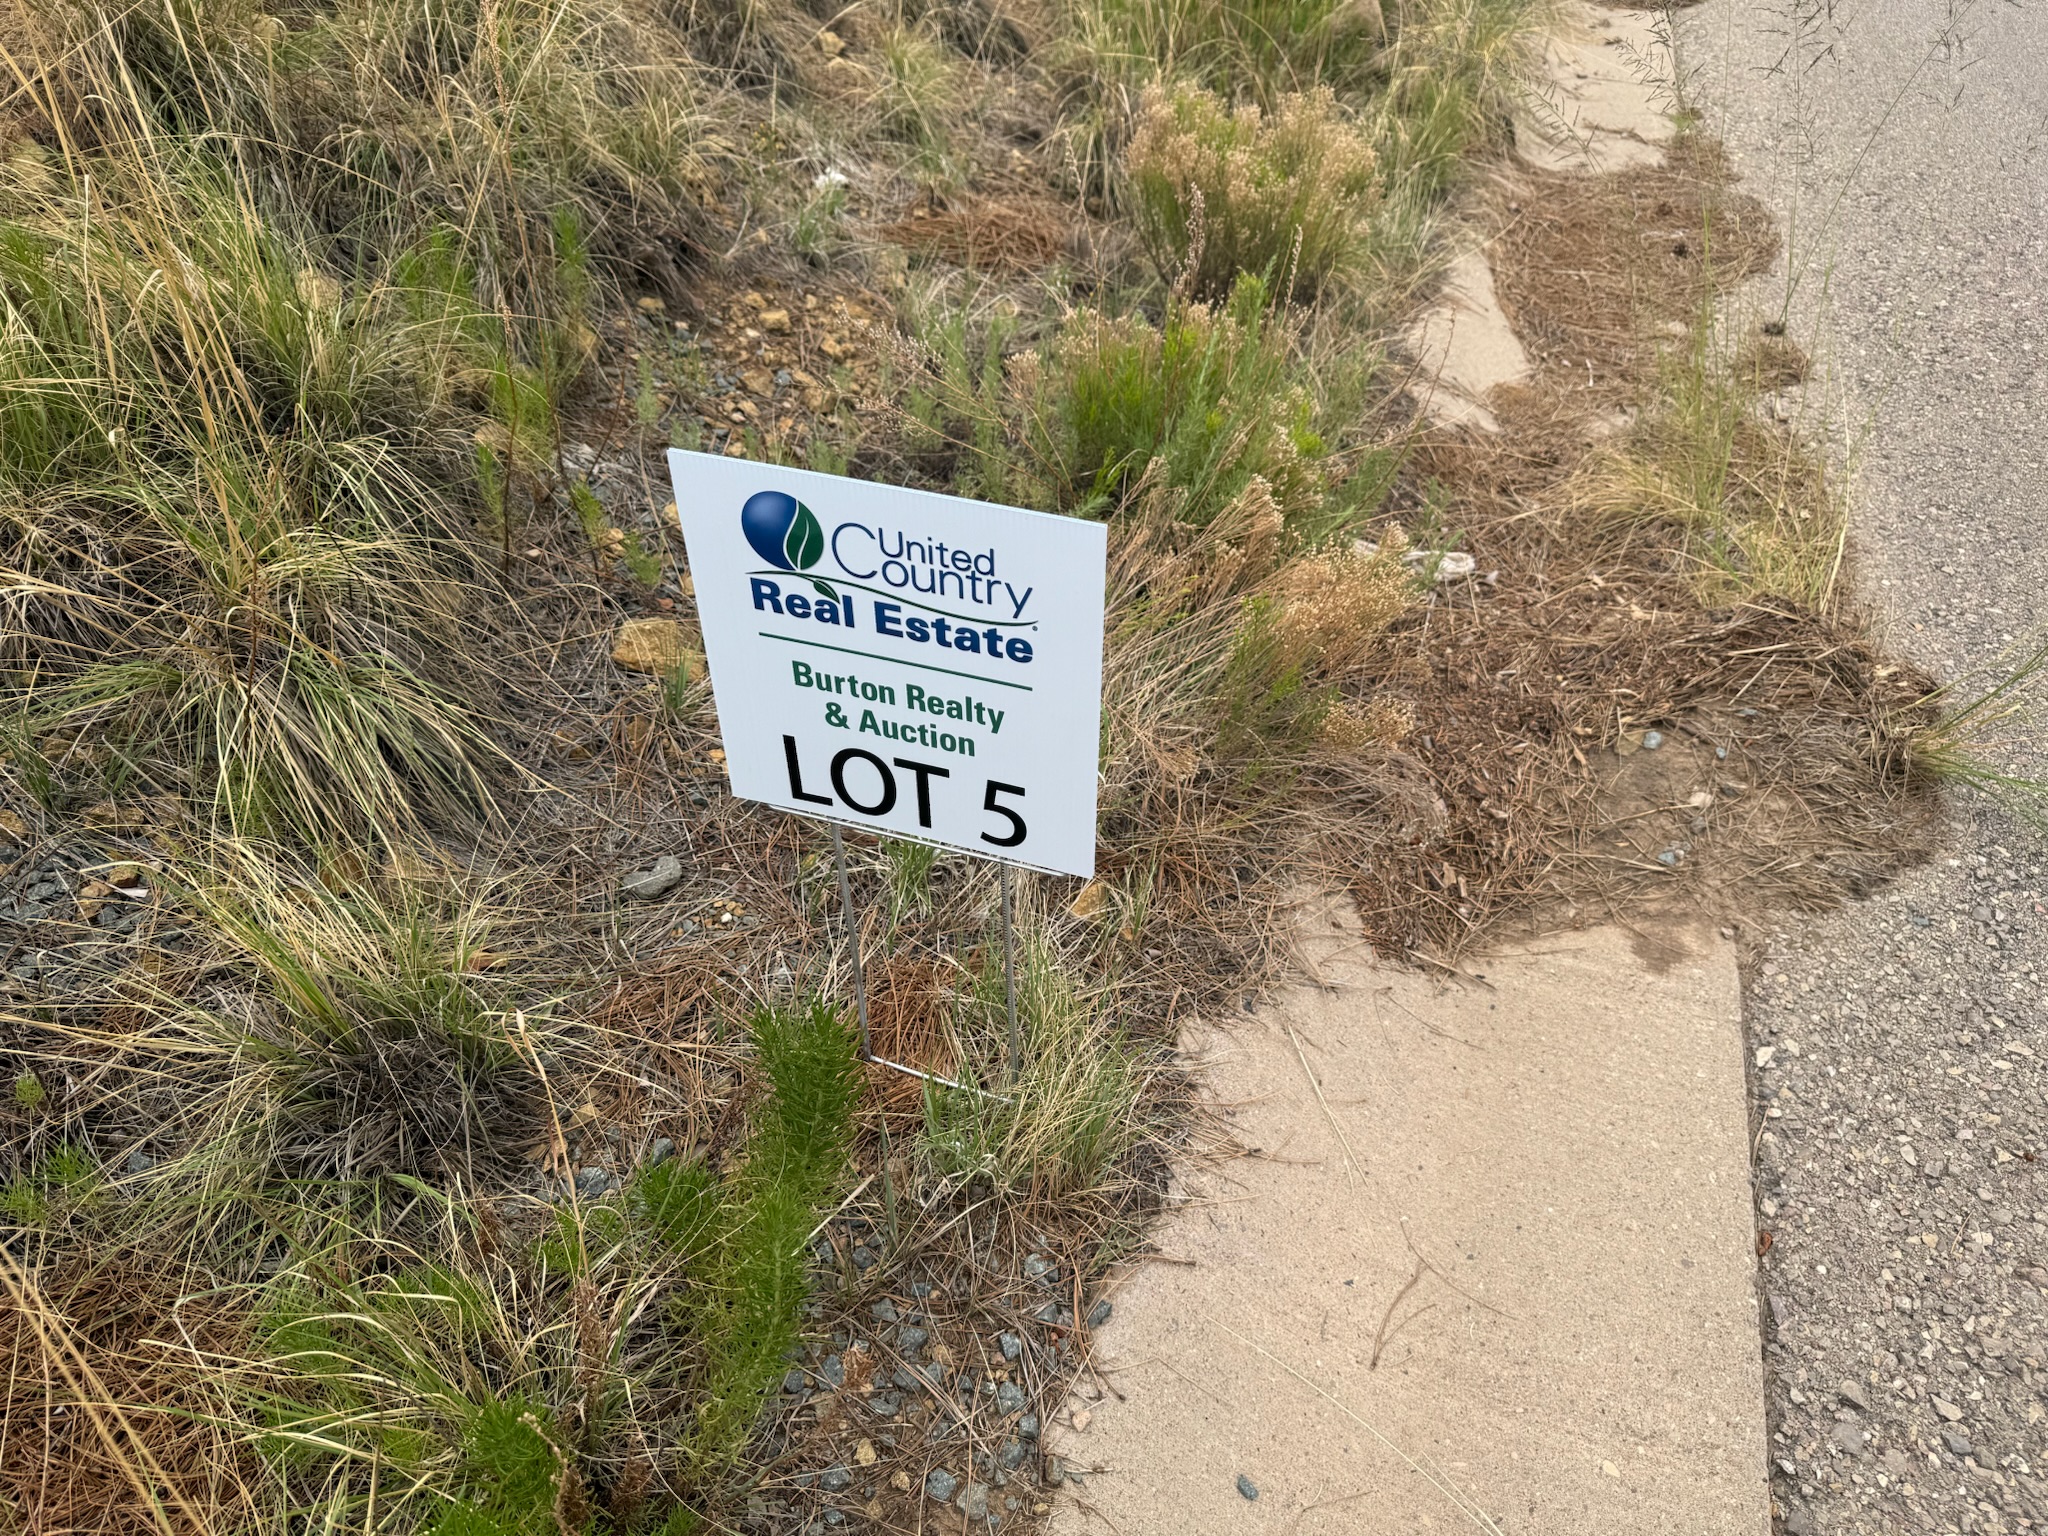 United
Country
Real Estate
Burton Realty
& Auction
LOT 5